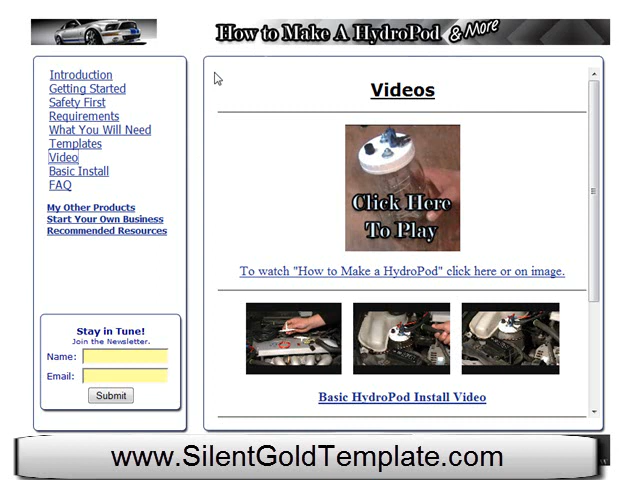 How to Make A HydroPod & More
Introduction
Getting Started
Safety First
Requirements
What You Will Need
Templates
Video
Basic Install
FAQ
My Other Products
Start Your Own Business
Recommended Resources
Stay in Tune!
Join the Newsletter.
Name:
Email:
Submit
Videos
Click Here
To Play
To watch "How to Make a HydroPod" click here or on image.
Basic HydroPod Install Video
www.SilentGoldTemplate.com